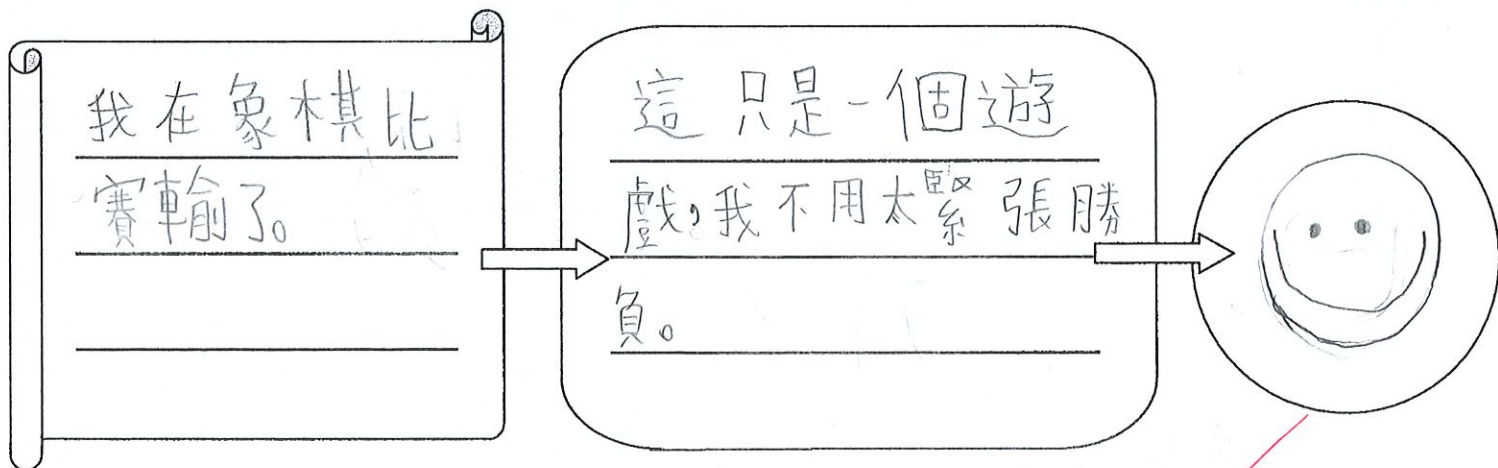 我在象棋比
賽輸了。
這只是一個遊
戲，我不用太緊張勝
負。